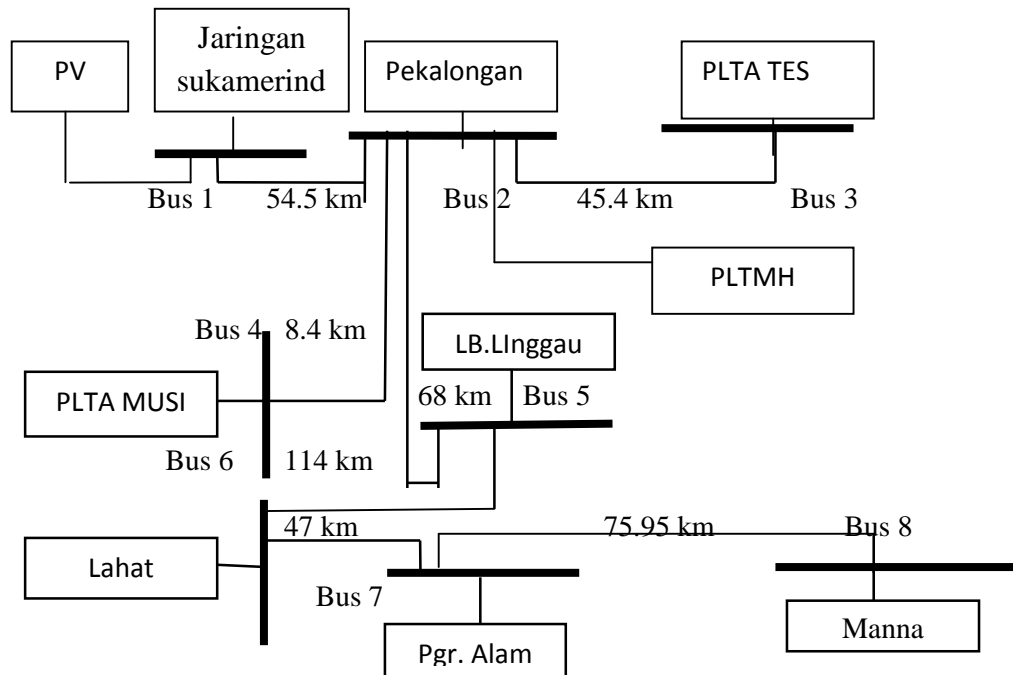 PV
Jaringan
sukamerind
Pekalongan
PLTA TES
Bus 1
54.5 km
Bus 2
45.4 km
Bus 3
PLTMH
Bus 4
8.4 km
LB.LInggau
PLTA MUSI
68 km
Bus 5
Bus 6
114 km
Lahat
47 km
75.95 km
Bus 8
Bus 7
Manna
Pgr. Alam